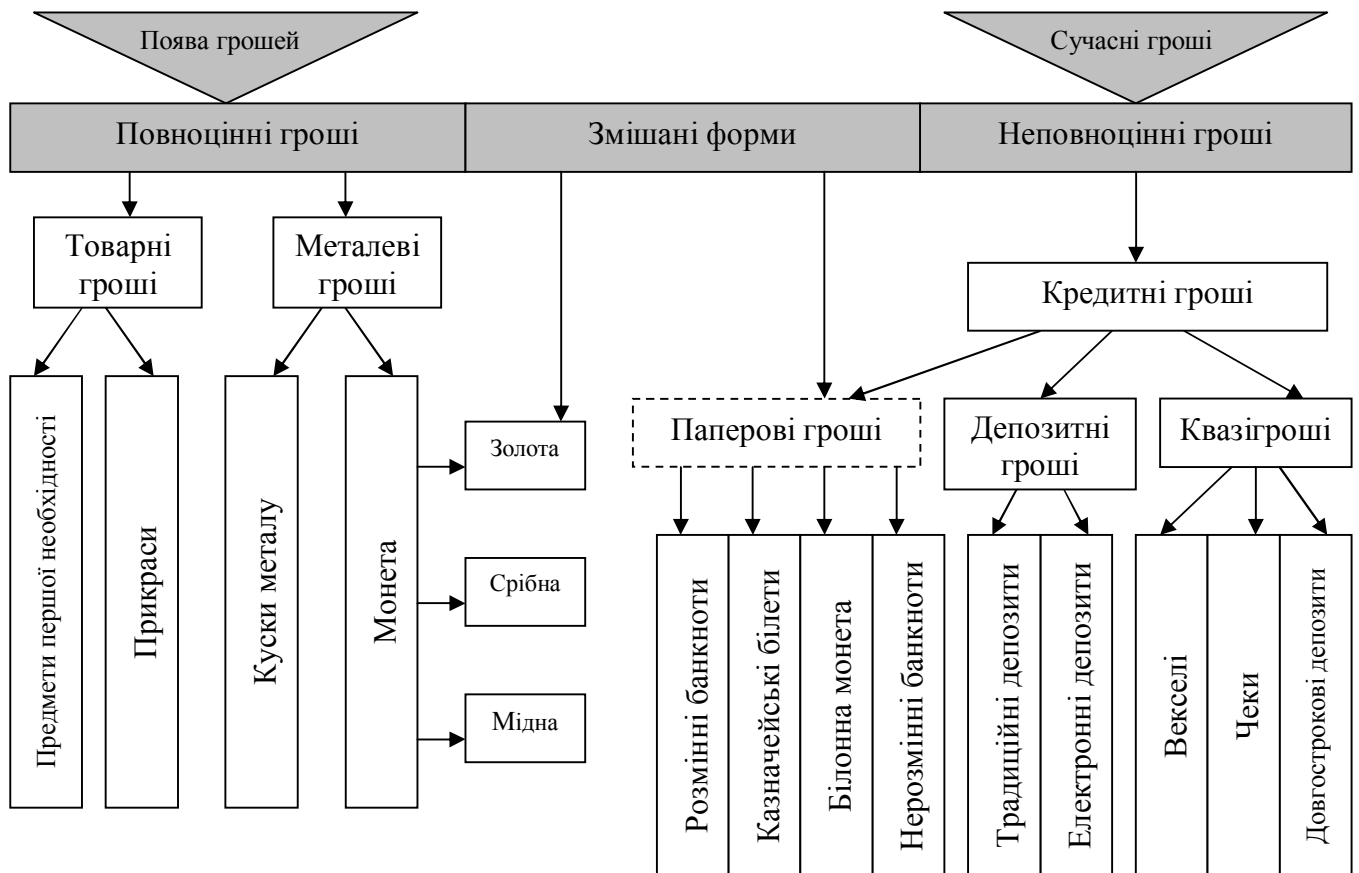 Поява грошей
Сучасні гроші
Повноцінні гроші
Змішані форми
Неповноцінні гроші
Товарні
гроші
Металеві
гроші
Кредитні гроші
Предмети першої необхідності
Прикраси
Куски металу
Монета
Золота
Срібна
Мідна
Паперові гроші
Депозитні
гроші
Квазігроші
Розмінні банкноти
Казначейські білети
Білонна монета
Нерозмінні банкноти
Традиційні депозити
Електронні депозити
Векселі
Чеки
Довгострокові депозити